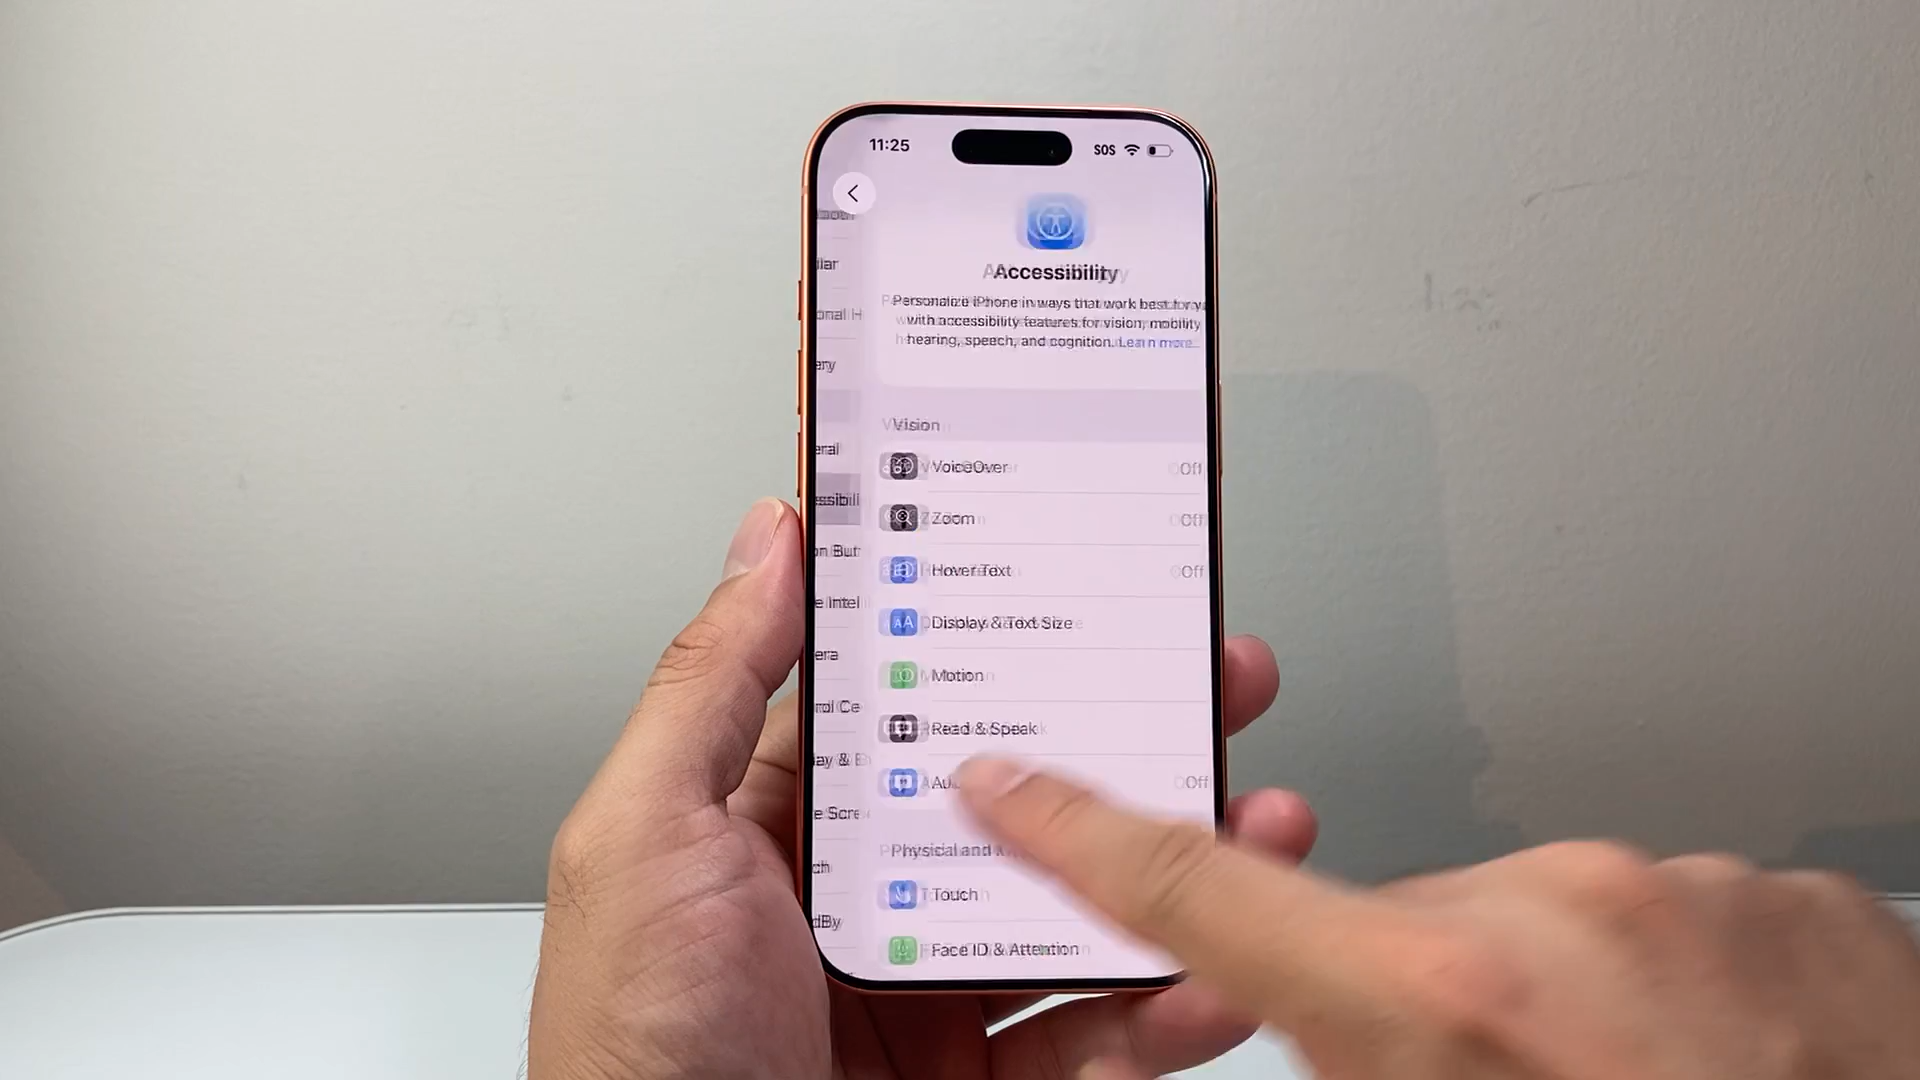 11:25 SOS
Accessibility
Personalize iPhone in ways that work best for
with accessibility features for vision, mobility
hearing, speech, and cognition. Learn more...
Vision
VoiceOver Off
Zoom Off
Hover Text Off
Display & Text Size
Motion
Read & Speak
Off
Physical and
Touch
Face ID & Attention